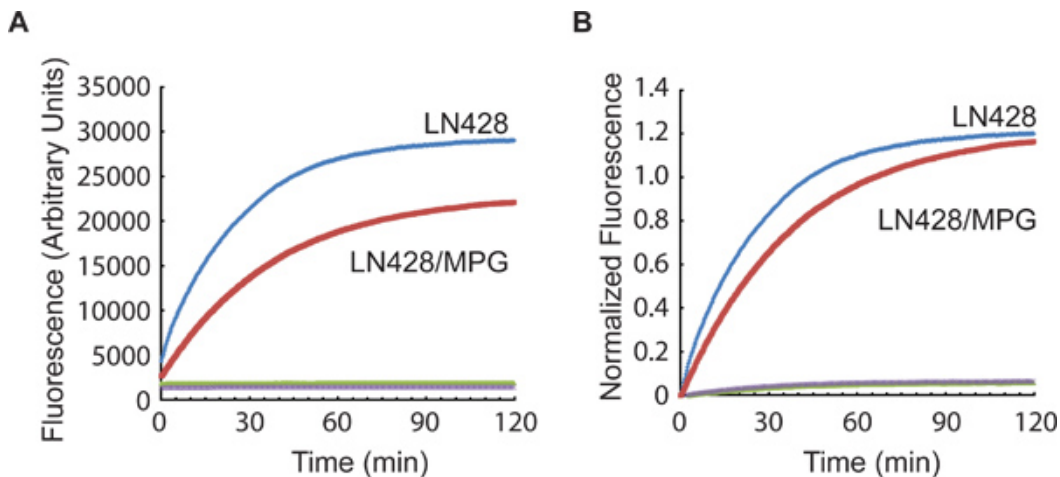 A
Fluorescence (Arbitrary Units)
35000
30000
25000
20000
15000
10000
5000
0
LN428
LN428/MPG
0 30 60 90 120
Time (min)
B
Normalized Fluorescence
1.4
1.2
1.0
0.8
0.6
0.4
0.2
0
LN428
LN428/MPG
0 30 60 90 120
Time (min)